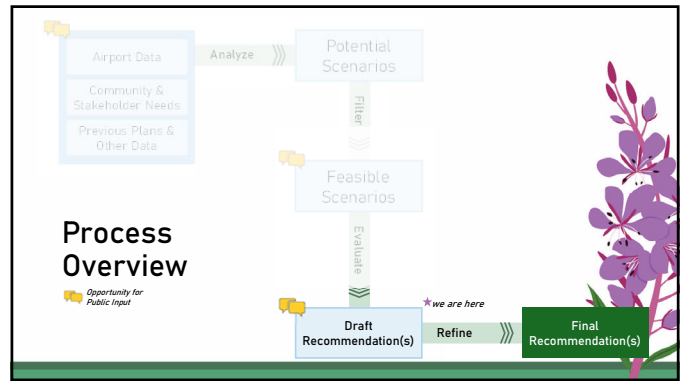 Airport Data
Analyze
Potential
Scenarios
Community &
Stakeholder Needs
Previous Plans &
Other Data
Filter
Feasible
Scenarios
Evaluate
Process
Overview
Opportunity for
Public Input
we are here
Draft
Recommendation(s)
Refine
Final
Recommendation(s)